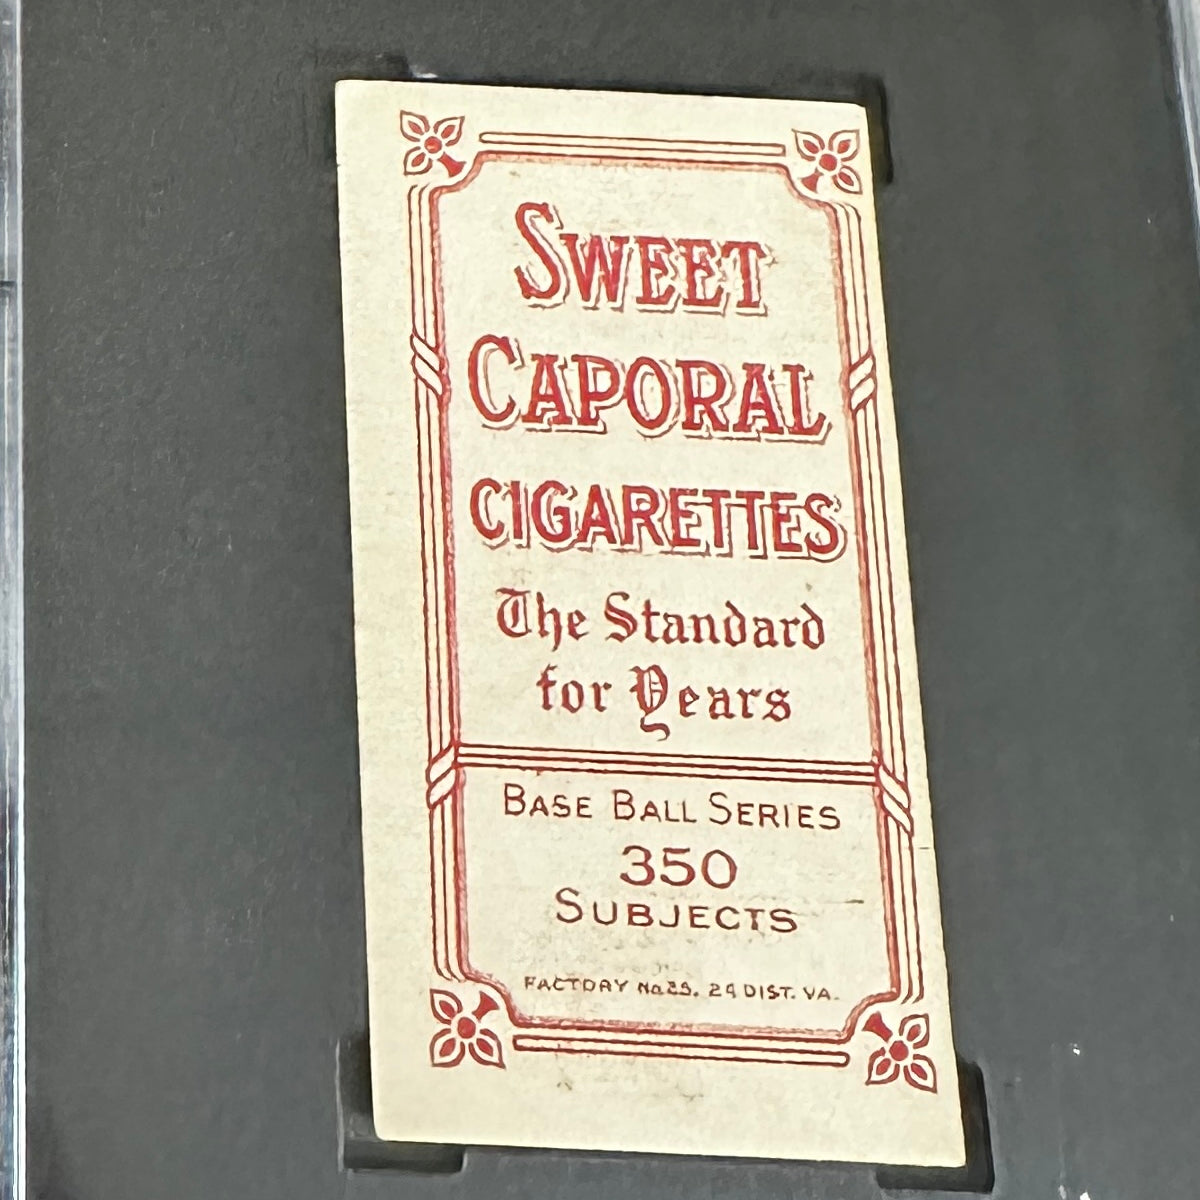 SWEET
CAPORAL
CIGARETTES
The Standard
for Years
BASE BALL SERIES
350
SUBJECTS
FACTORY No 25. 2d DIST. VA.